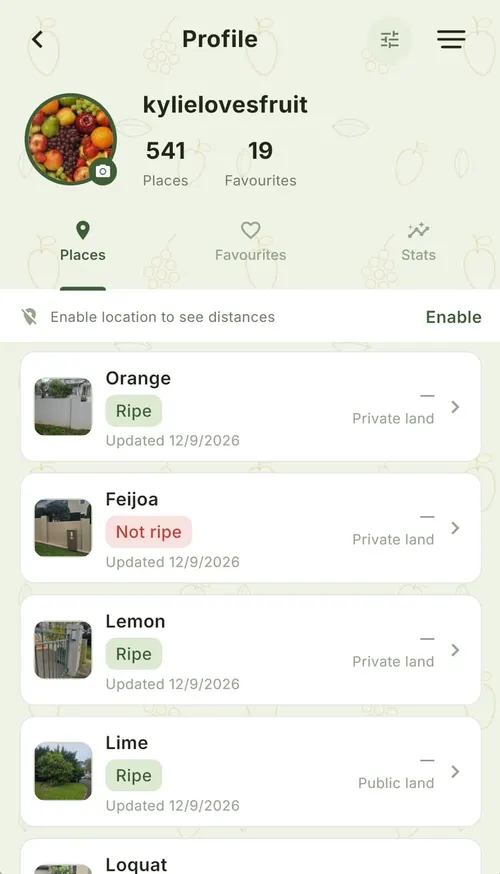 Profile
kylielovesfruit
541 19
Places Favourites
Places Favourites Stats
Enable location to see distances Enable
Orange
Ripe
Updated 12/9/2026
—
Private land
Feijoa
Not ripe
Updated 12/9/2026
—
Private land
Lemon
Ripe
Updated 12/9/2026
—
Private land
Lime
Ripe
Updated 12/9/2026
—
Public land
Loquat